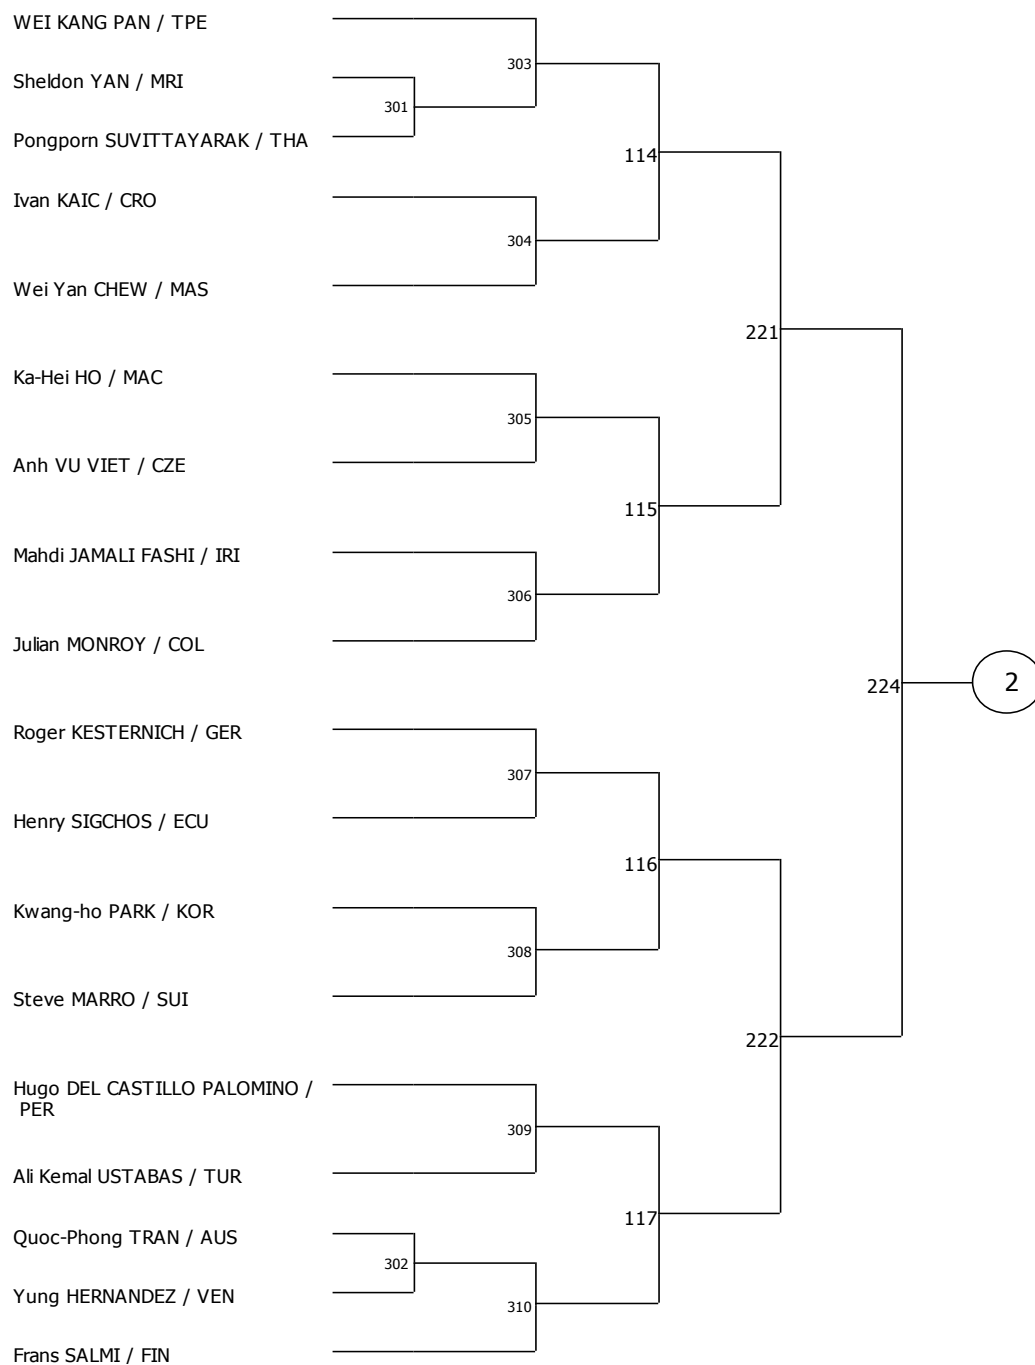 WEI KANG PAN / TPE
303
Sheldon YAN / MRI
301
Pongporn SUVITTAYARAK / THA
114
Ivan KAIC / CRO
304
Wei Yan CHEW / MAS
221
Ka-Hei HO / MAC
305
Anh VU VIET / CZE
115
Mahdi JAMALI FASHI / IRI
306
Julian MONROY / COL
224
2
Roger KESTERNICH / GER
307
Henry SIGCHOS / ECU
116
Kwang-ho PARK / KOR
308
Steve MARRO / SUI
222
Hugo DEL CASTILLO PALOMINO /
PER
309
Ali Kemal USTABAS / TUR
117
Quoc-Phong TRAN / AUS
302
Yung HERNANDEZ / VEN
310
Frans SALMI / FIN